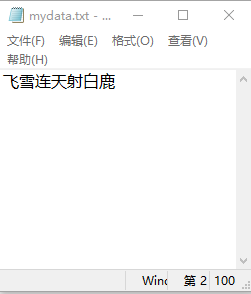 mydata.txt - ...
文件(F) 编辑(E) 格式(O) 查看(V)
帮助(H)
飞雪连天射白鹿
Wind 第 2 100